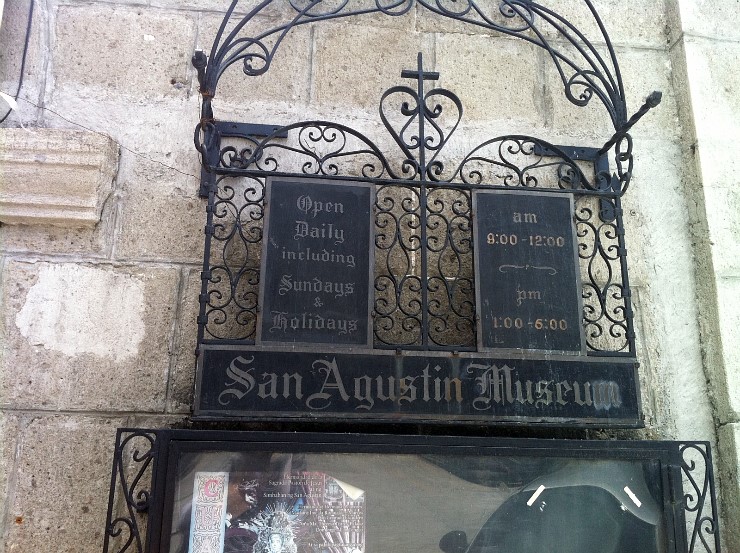 Open
Daily
including
Sundays
&
Holidays
am
9:00-12:00
pm
1:00-6:00
San Agustin Museum